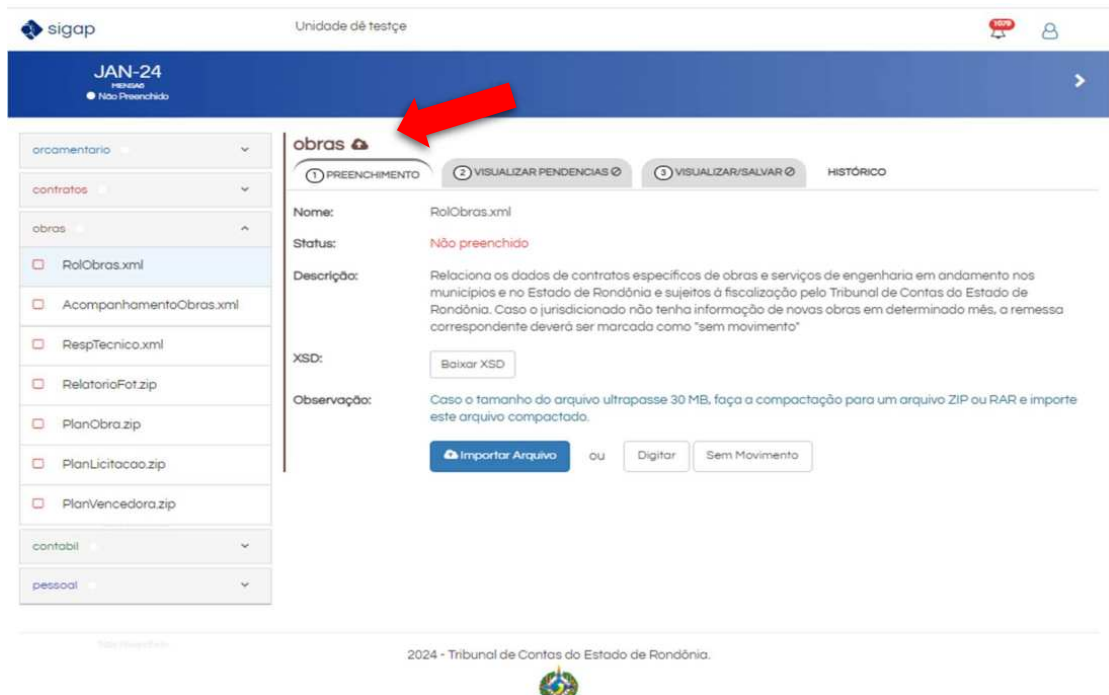 sigap
Unidade dê testçe
1079
JAN-24
MENSAL
Não Preenchido
orcamentario
contratos
obras
RolObras.xml
AcompanhamentoObras.xml
RespTecnico.xml
RelatorioFot.zip
PlanObra.zip
PlanLicitacao.zip
PlanVencedora.zip
contabil
pessoal
obras
1 PREENCHIMENTO
2 VISUALIZAR PENDENCIAS
3 VISUALIZAR/SALVAR
HISTÓRICO
Nome: RolObras.xml
Status: Não preenchido
Descrição: Relaciona os dados de contratos específicos de obras e serviços de engenharia em andamento nos
municípios e no Estado de Rondônia e sujeitos á fiscalização pelo Tribunal de Contas do Estado de
Rondônia. Caso o jurisdicionado não tenha informação de novas obras em determinado mês, a remessa
correspondente deverá ser marcada como "sem movimento"
XSD: Baixar XSD
Observação: Caso o tamanho do arquivo ultrapasse 30 MB, faça a compactação para um arquivo ZIP ou RAR e importe
este arquivo compactado.
Importar Arquivo ou Digitar Sem Movimento
2024 - Tribunal de Contas do Estado de Rondônia.